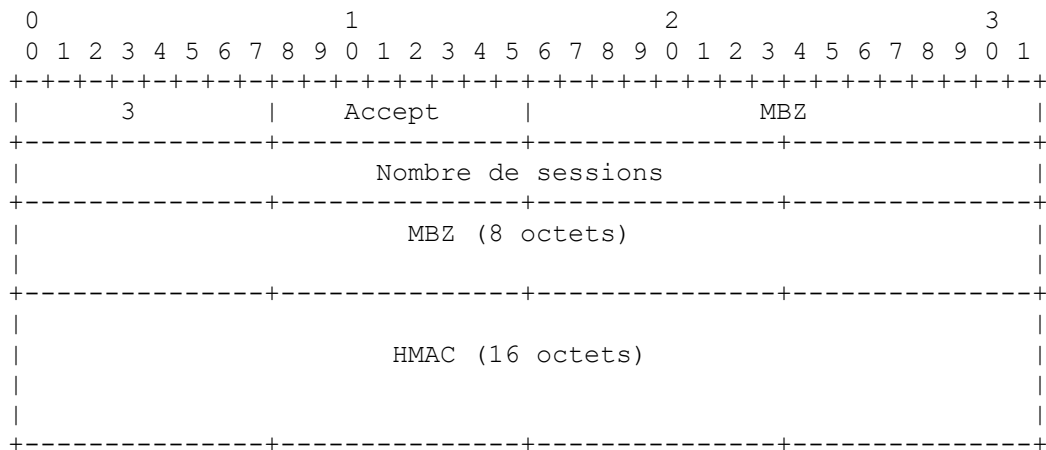 0                   1                   2                   3
 0 1 2 3 4 5 6 7 8 9 0 1 2 3 4 5 6 7 8 9 0 1 2 3 4 5 6 7 8 9 0 1
+-+-+-+-+-+-+-+-+-+-+-+-+-+-+-+-+-+-+-+-+-+-+-+-+-+-+-+-+-+-+-+-+
|      3        |    Accept     |              MBZ              |
+---------------+---------------+---------------+---------------+
|                      Nombre de sessions                       |
+---------------+---------------+---------------+---------------+
|                        MBZ (8 octets)                         |
|                                                               |
+---------------+---------------+---------------+---------------+
|                                                               |
|                       HMAC (16 octets)                        |
|                                                               |
|                                                               |
+---------------+---------------+---------------+---------------+